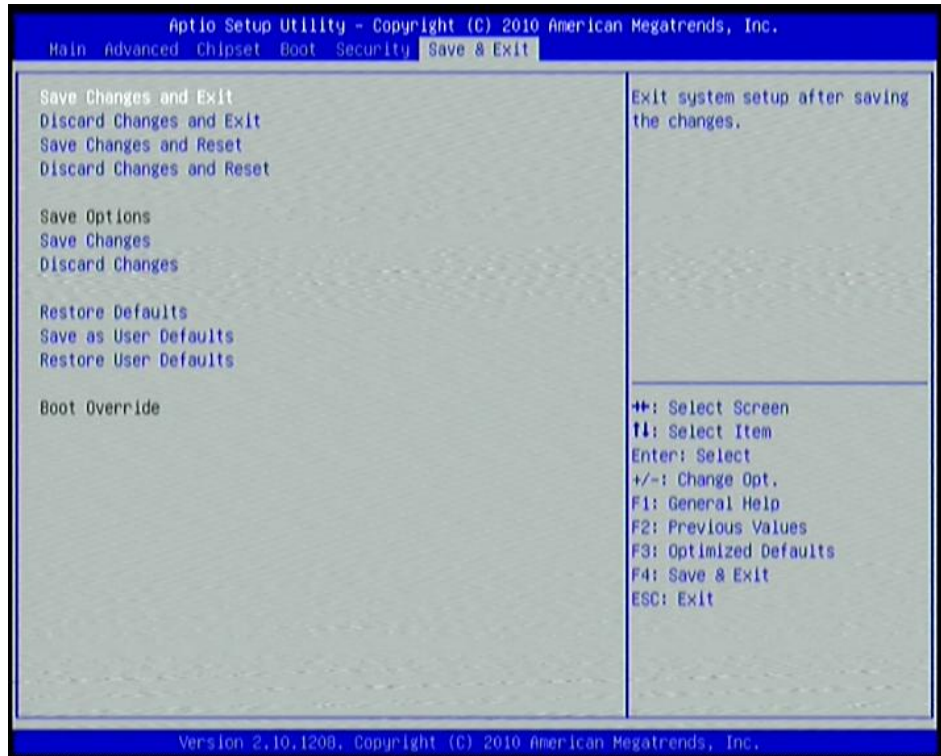 Aptio Setup Utility - Copyright (C) 2010 American Megatrends, Inc.
Main Advanced Chipset Boot Security Save & Exit
Save Changes and Exit
Discard Changes and Exit
Save Changes and Reset
Discard Changes and Reset
Save Options
Save Changes
Discard Changes
Restore Defaults
Save as User Defaults
Restore User Defaults
Boot Override
Exit system setup after saving
the changes.
→←: Select Screen
↑↓: Select Item
Enter: Select
+/-: Change Opt.
F1: General Help
F2: Previous Values
F3: Optimized Defaults
F4: Save & Exit
ESC: Exit
Version 2.10.1208. Copyright (C) 2010 American Megatrends, Inc.